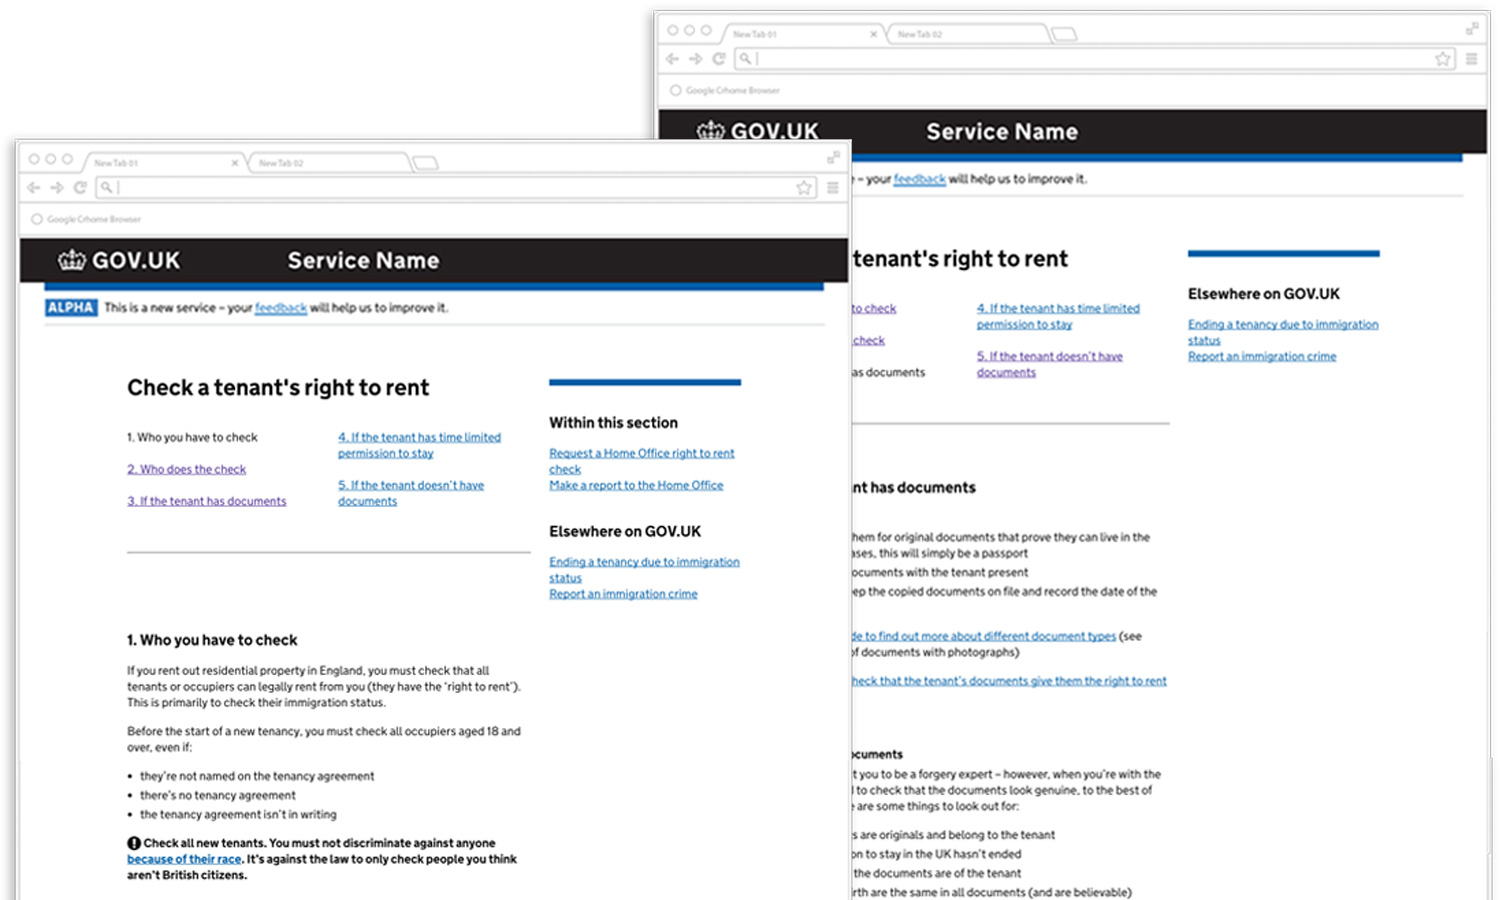 New Tab 01
New Tab 02
Google Crhome Browser
GOV.UK Service Name
– your feedback will help us to improve it.
tenant's right to rent
to check
check
as documents
4. If the tenant has time limited
permission to stay
5. If the tenant doesn't have
documents
Elsewhere on GOV.UK
Ending a tenancy due to immigration
status
Report an immigration crime
nt has documents
hem for original documents that prove they can live in the
ases, this will simply be a passport
ocuments with the tenant present
ep the copied documents on file and record the date of the
de to find out more about different document types (see
of documents with photographs)
heck that the tenant's documents give them the right to rent
ocuments
t you to be a forgery expert – however, when you're with the
l to check that the documents look genuine, to the best of
e are some things to look out for:
s are originals and belong to the tenant
on to stay in the UK hasn't ended
the documents are of the tenant
irth are the same in all documents (and are believable)
New Tab 01
New Tab 02
Google Crhome Browser
GOV.UK Service Name
ALPHA This is a new service – your feedback will help us to improve it.
Check a tenant's right to rent
1. Who you have to check
2. Who does the check
3. If the tenant has documents
4. If the tenant has time limited
permission to stay
5. If the tenant doesn't have
documents
Within this section
Request a Home Office right to rent
check
Make a report to the Home Office
Elsewhere on GOV.UK
Ending a tenancy due to immigration
status
Report an immigration crime
1. Who you have to check
If you rent out residential property in England, you must check that all
tenants or occupiers can legally rent from you (they have the 'right to rent').
This is primarily to check their immigration status.
Before the start of a new tenancy, you must check all occupiers aged 18 and
over, even if:
• they're not named on the tenancy agreement
• there's no tenancy agreement
• the tenancy agreement isn't in writing
! Check all new tenants. You must not discriminate against anyone
because of their race. It's against the law to only check people you think
aren't British citizens.